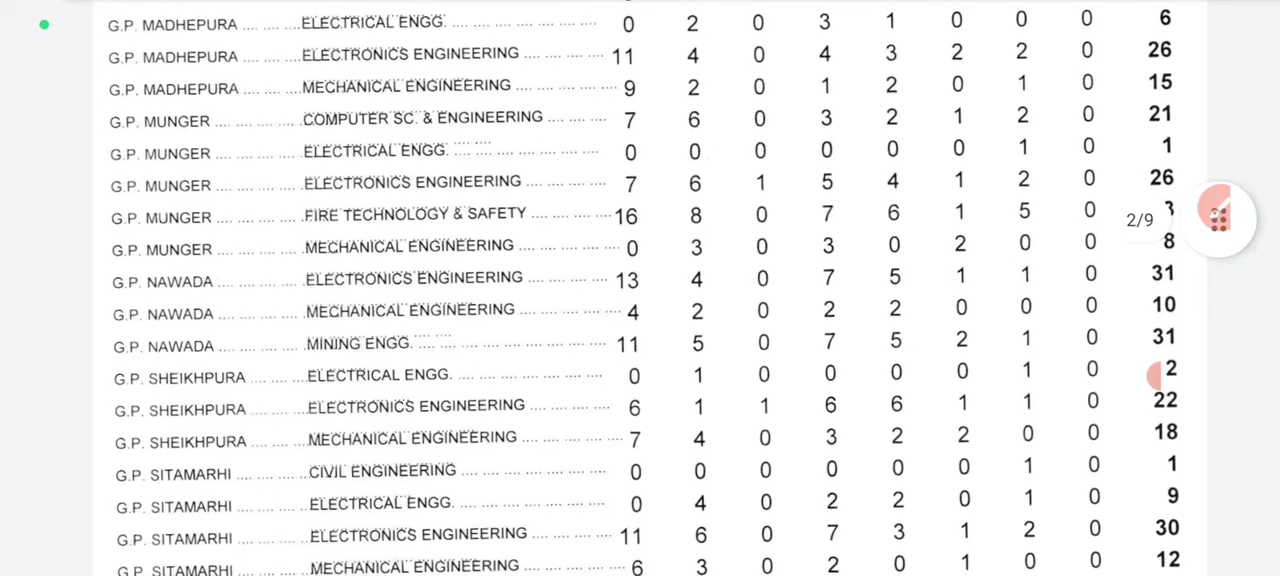 G.P. MADHEPURA .... .... .... ELECTRICAL ENGG. .... .... .... .... .... .... 0 2 0 3 1 0 0 0 6
G.P. MADHEPURA .... .... .... ELECTRONICS ENGINEERING .... .... .... .... 11 4 0 4 3 2 2 0 26
G.P. MADHEPURA .... .... .... MECHANICAL ENGINEERING .... .... .... .... 9 2 0 1 2 0 1 0 15
G.P. MUNGER .... .... .... .... COMPUTER SC. & ENGINEERING .... .... .... 7 6 0 3 2 1 2 0 21
G.P. MUNGER .... .... .... .... ELECTRICAL ENGG. .... .... .... .... .... 0 0 0 0 0 0 1 0 1
G.P. MUNGER .... .... .... .... ELECTRONICS ENGINEERING .... .... .... .... 7 6 1 5 4 1 2 0 26
G.P. MUNGER .... .... .... .... FIRE TECHNOLOGY & SAFETY .... .... .... .... 16 8 0 7 6 1 5 0
2/9
G.P. MUNGER .... .... .... .... MECHANICAL ENGINEERING .... .... .... .... 0 3 0 3 0 2 0 0 8
G.P. NAWADA .... .... .... .... ELECTRONICS ENGINEERING .... .... .... .... 13 4 0 7 5 1 1 0 31
G.P. NAWADA .... .... .... .... MECHANICAL ENGINEERING .... .... .... .... 4 2 0 2 2 0 0 0 10
G.P. NAWADA .... .... .... .... MINING ENGG. .... .... .... .... .... .... 11 5 0 7 5 2 1 0 31
G.P. SHEIKHPURA .... .... .... ELECTRICAL ENGG. .... .... .... .... .... 0 1 0 0 0 0 1 0 2
G.P. SHEIKHPURA .... .... .... ELECTRONICS ENGINEERING .... .... .... 6 1 1 6 6 1 1 0 22
G.P. SHEIKHPURA .... .... .... MECHANICAL ENGINEERING .... .... .... .... 7 4 0 3 2 2 0 0 18
G.P. SITAMARHI .... .... .... CIVIL ENGINEERING .... .... .... .... .... 0 0 0 0 0 0 1 0 1
G.P. SITAMARHI .... .... .... ELECTRICAL ENGG. .... .... .... .... .... 0 4 0 2 2 0 1 0 9
G.P. SITAMARHI .... .... .... ELECTRONICS ENGINEERING .... .... .... .... 11 6 0 7 3 1 2 0 30
G.P. SITAMARHI .... .... .... MECHANICAL ENGINEERING .... .... .... .... 6 3 0 2 0 1 0 0 12